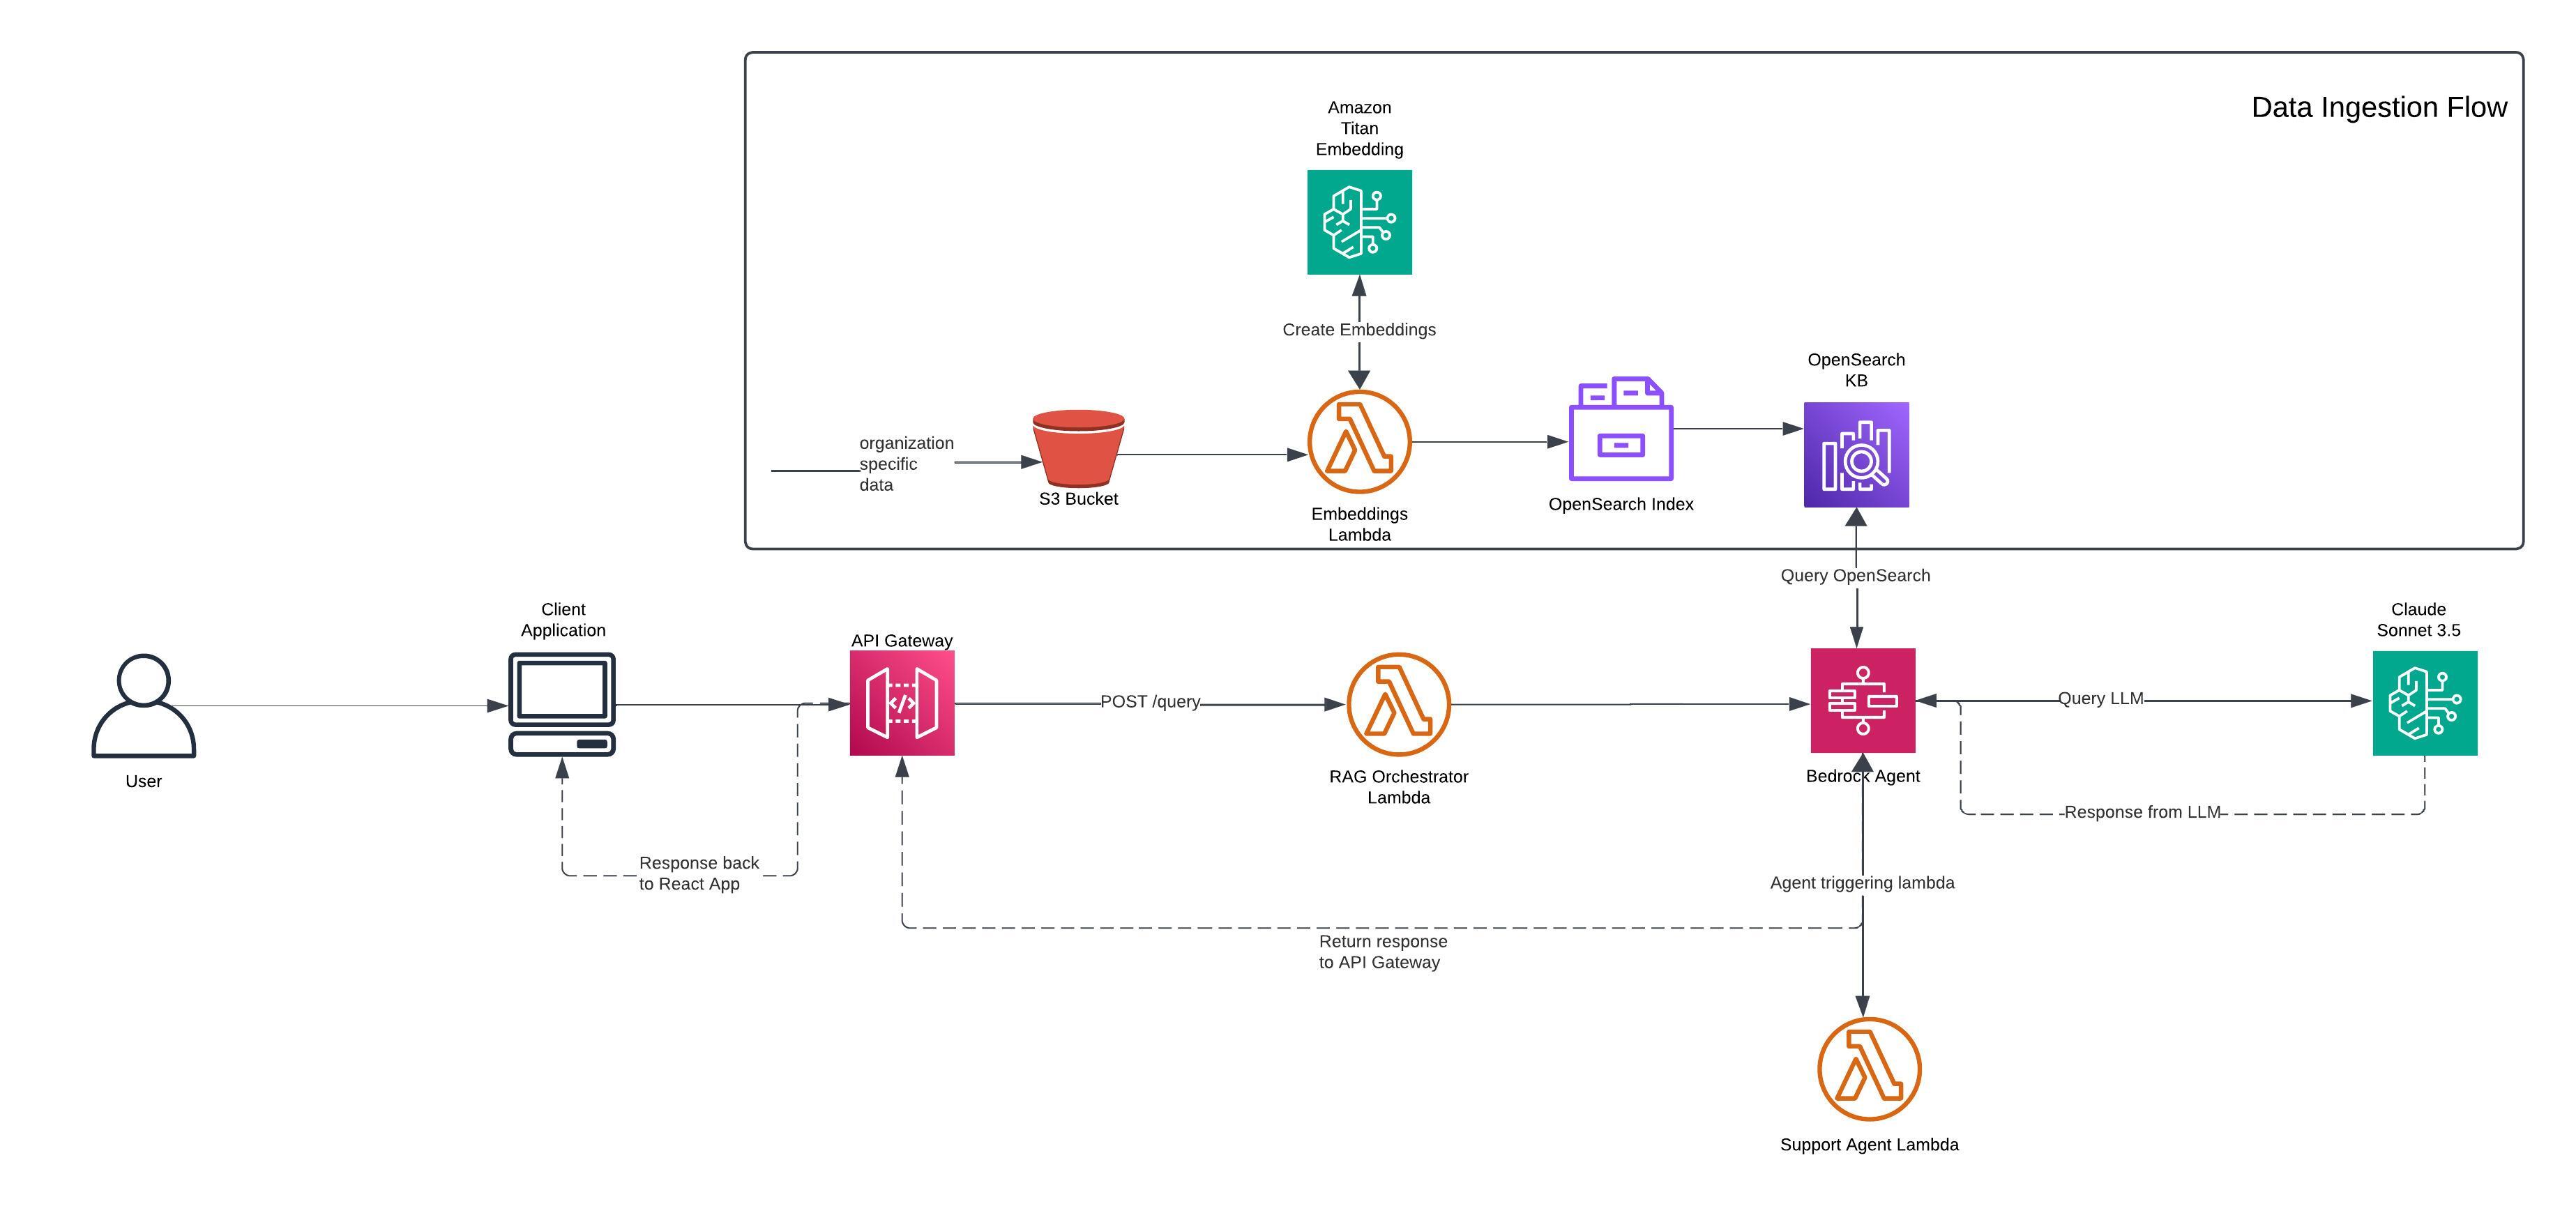 Data Ingestion Flow
Amazon
Titan
Embedding
Create Embeddings
OpenSearch
KB
organization
specific
data
S3 Bucket
Embeddings
Lambda
OpenSearch Index
Query OpenSearch
Client
Application
API Gateway
Claude
Sonnet 3.5
POST /query
Query LLM
User
RAG Orchestrator
Lambda
Bedrock Agent
Response from LLM
Response back
to React App
Agent triggering lambda
Return response
to API Gateway
Support Agent Lambda